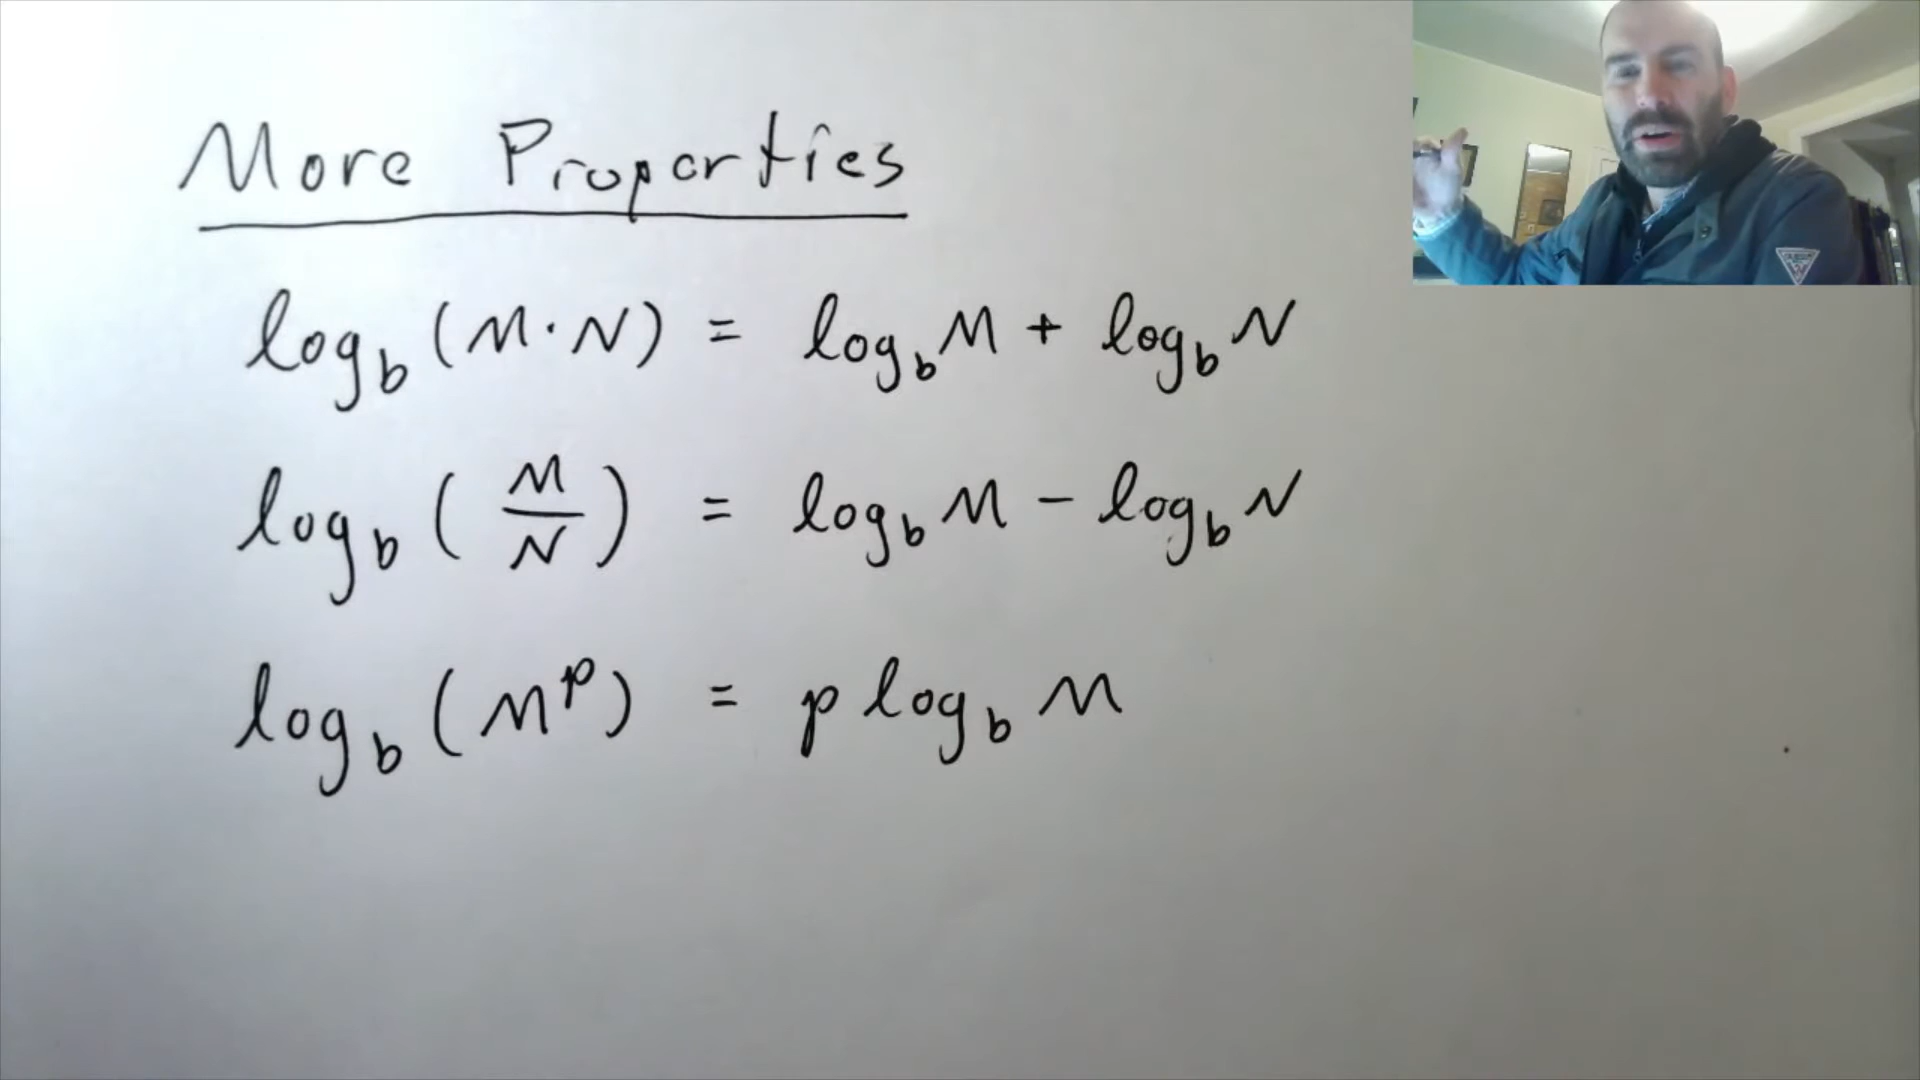 More Properties
log_b (M·N) = log_b M + log_b N
log_b (M/N) = log_b M - log_b N
log_b (M^p) = p log_b M